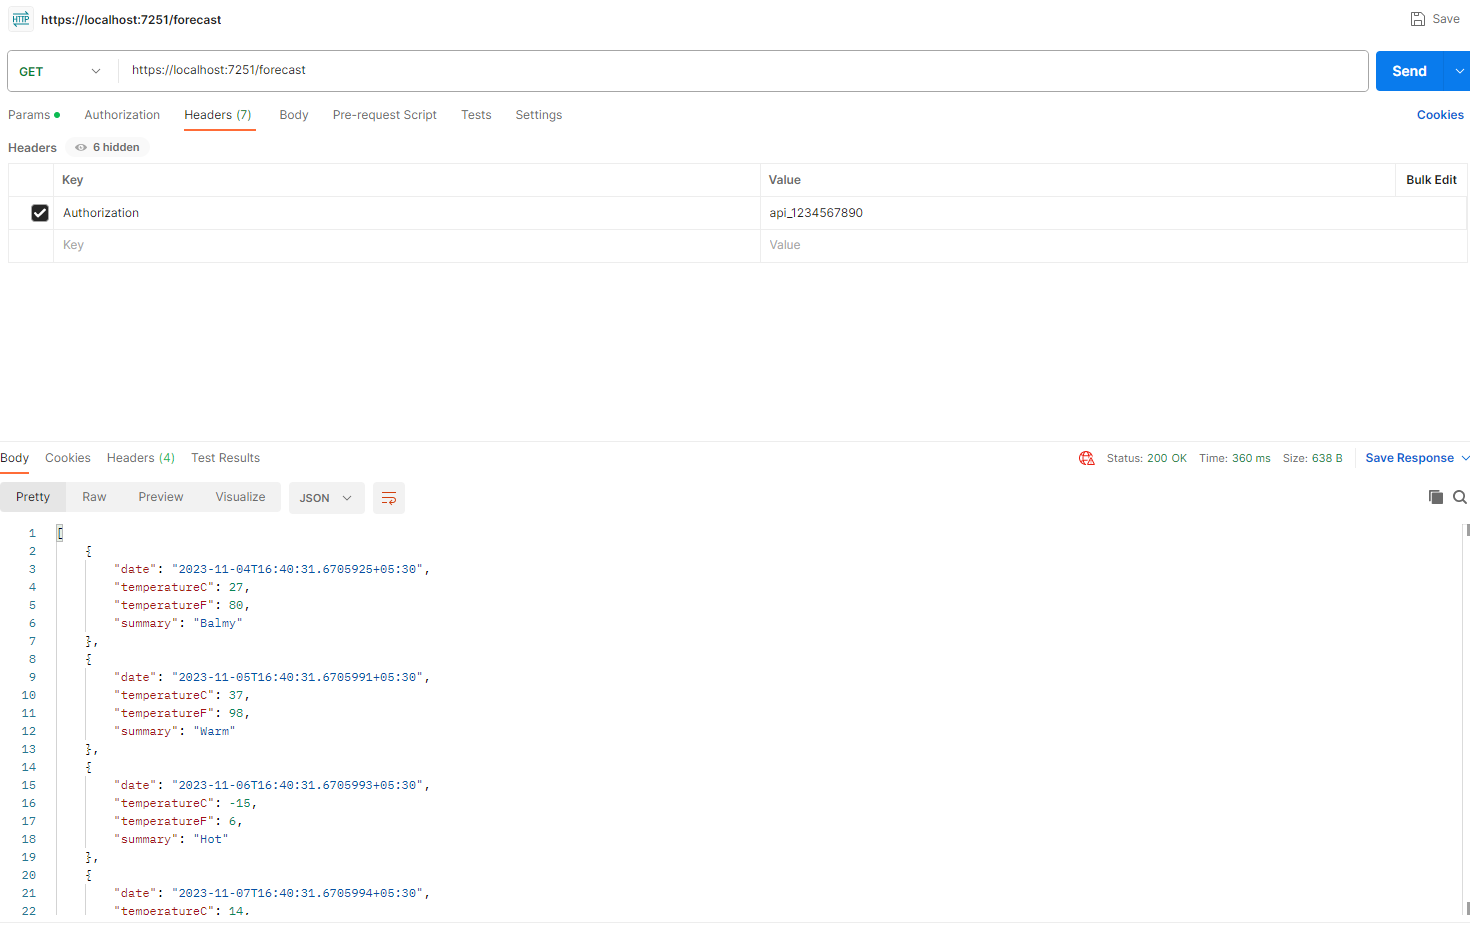 HTTP https://localhost:7251/forecast Save
GET https://localhost:7251/forecast Send
Params Authorization Headers (7) Body Pre-request Script Tests Settings Cookies
Headers 6 hidden
Key Value Bulk Edit
Authorization api_1234567890
Key Value
Body Cookies Headers (4) Test Results Status: 200 OK Time: 360 ms Size: 638 B Save Response
Pretty Raw Preview Visualize JSON
1 [
2 {
3 "date": "2023-11-04T16:40:31.6705925+05:30",
4 "temperatureC": 27,
5 "temperatureF": 80,
6 "summary": "Balmy"
7 },
8 {
9 "date": "2023-11-05T16:40:31.6705991+05:30",
10 "temperatureC": 37,
11 "temperatureF": 98,
12 "summary": "Warm"
13 },
14 {
15 "date": "2023-11-06T16:40:31.6705993+05:30",
16 "temperatureC": -15,
17 "temperatureF": 6,
18 "summary": "Hot"
19 },
20 {
21 "date": "2023-11-07T16:40:31.6705994+05:30",
22 "temperatureC": 14,